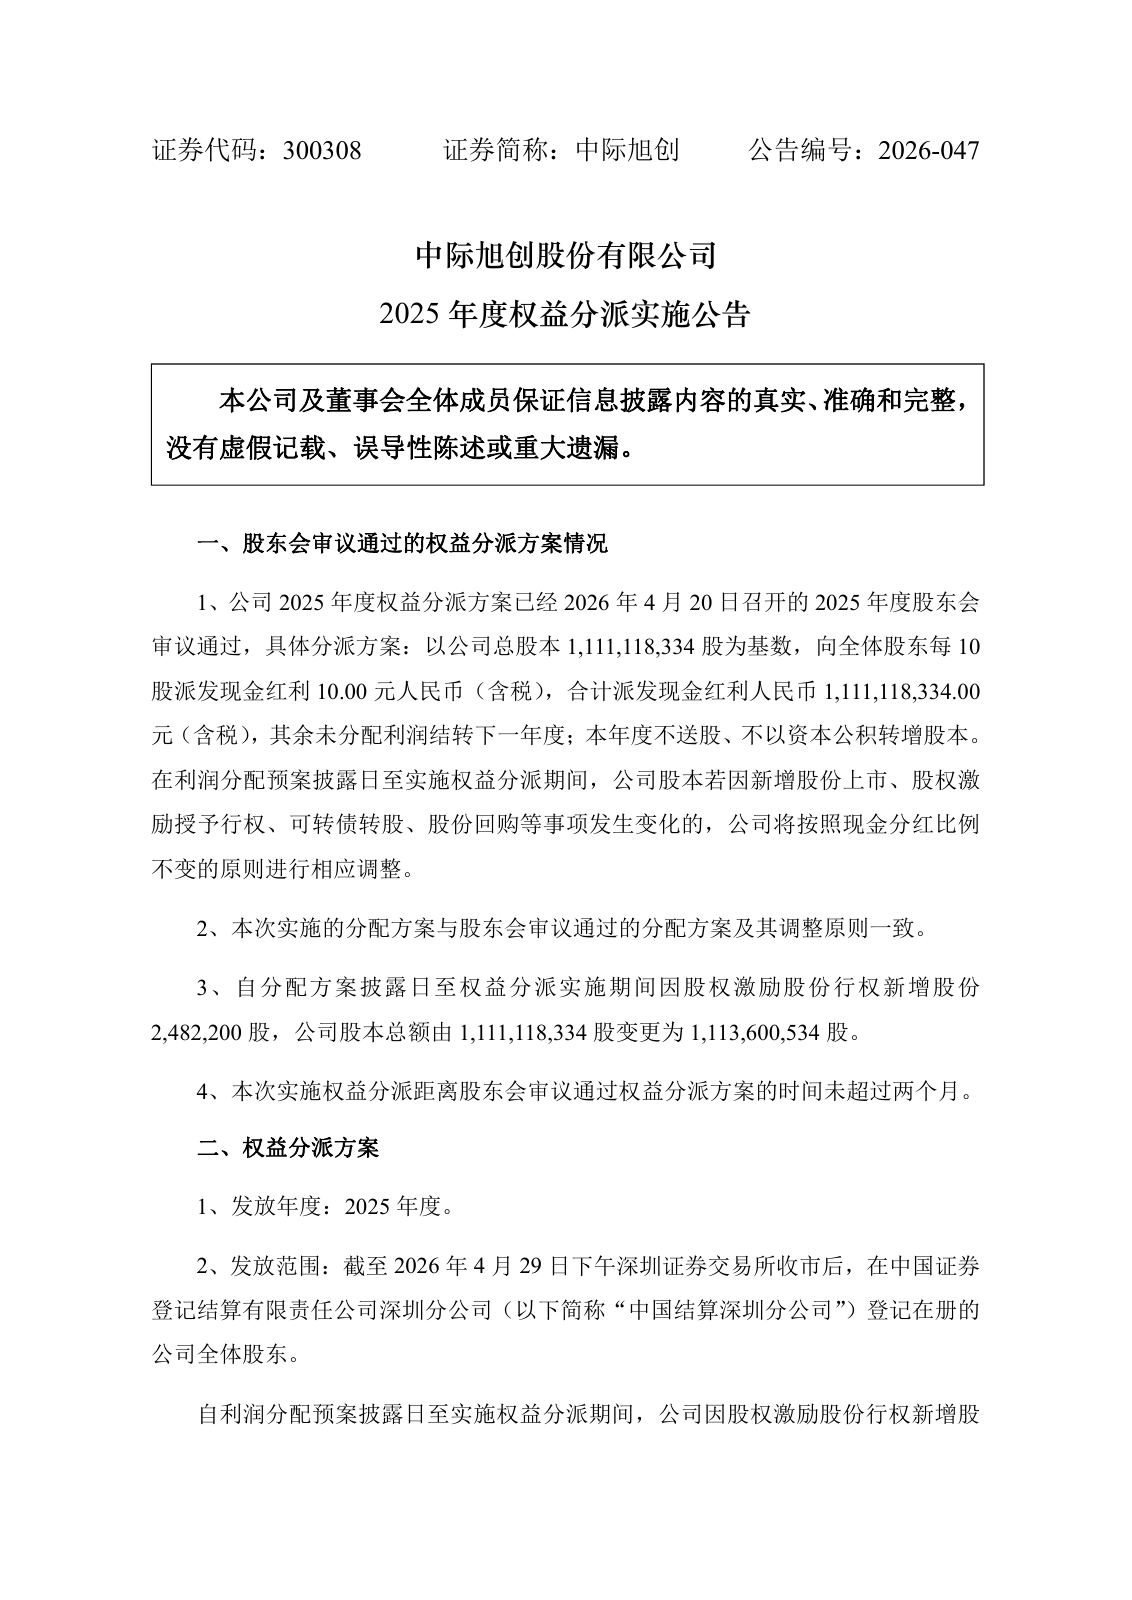 证券代码：300308 证券简称：中际旭创 公告编号：2026-047
中际旭创股份有限公司
2025 年度权益分派实施公告
本公司及董事会全体成员保证信息披露内容的真实、准确和完整，
没有虚假记载、误导性陈述或重大遗漏。
一、股东会审议通过的权益分派方案情况
1、公司 2025 年度权益分派方案已经 2026 年 4 月 20 日召开的 2025 年度股东会
审议通过，具体分派方案：以公司总股本 1,111,118,334 股为基数，向全体股东每 10
股派发现金红利 10.00 元人民币（含税），合计派发现金红利人民币 1,111,118,334.00
元（含税），其余未分配利润结转下一年度；本年度不送股、不以资本公积转增股本。
在利润分配预案披露日至实施权益分派期间，公司股本若因新增股份上市、股权激
励授予行权、可转债转股、股份回购等事项发生变化的，公司将按照现金分红比例
不变的原则进行相应调整。
2、本次实施的分配方案与股东会审议通过的分配方案及其调整原则一致。
3、自分配方案披露日至权益分派实施期间因股权激励股份行权新增股份
2,482,200 股，公司股本总额由 1,111,118,334 股变更为 1,113,600,534 股。
4、本次实施权益分派距离股东会审议通过权益分派方案的时间未超过两个月。
二、权益分派方案
1、发放年度：2025 年度。
2、发放范围：截至 2026 年 4 月 29 日下午深圳证券交易所收市后，在中国证券
登记结算有限责任公司深圳分公司（以下简称“中国结算深圳分公司”）登记在册的
公司全体股东。
自利润分配预案披露日至实施权益分派期间，公司因股权激励股份行权新增股